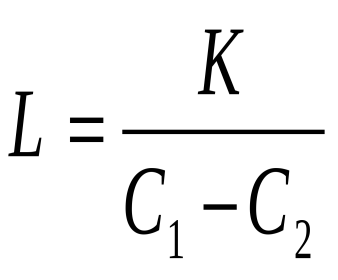 L = K / (C₁ − C₂)